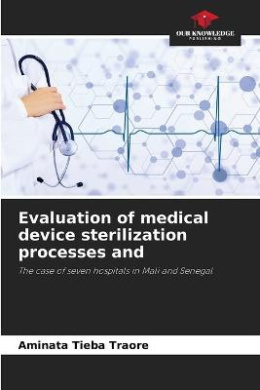 OUR KNOWLEDGE
PUBLISHING
Evaluation of medical
device sterilization
processes and
The case of seven hospitals in Mali and Senegal
Aminata Tieba Traore